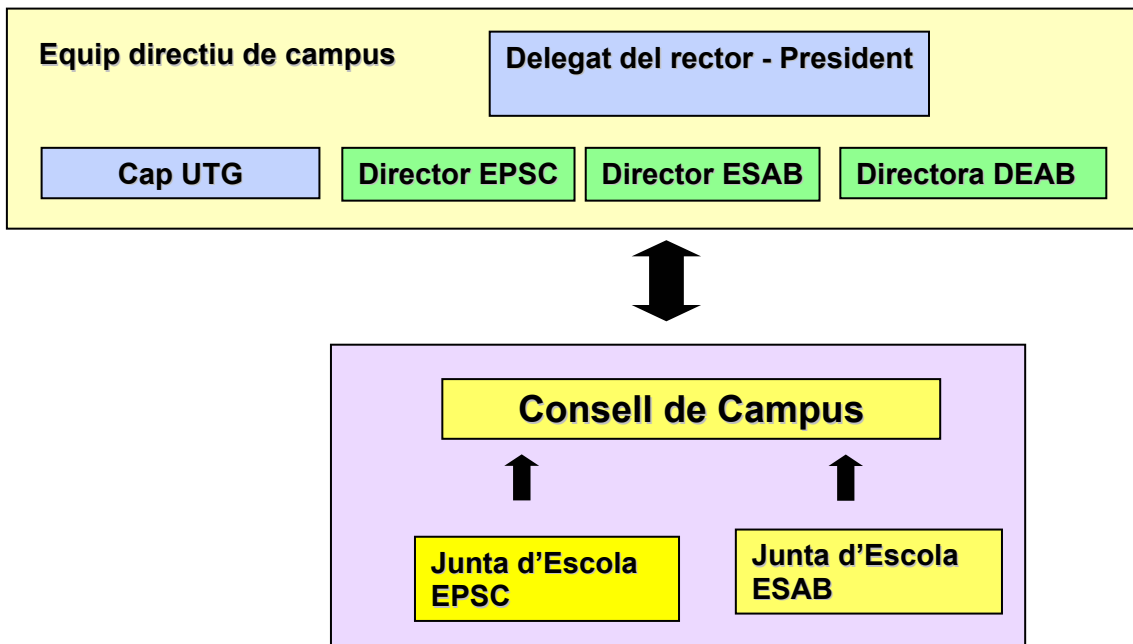 Equip directiu de campus
Delegat del rector - President
Cap UTG
Director EPSC
Director ESAB
Directora DEAB
Consell de Campus
Junta d’Escola
EPSC
Junta d’Escola
ESAB